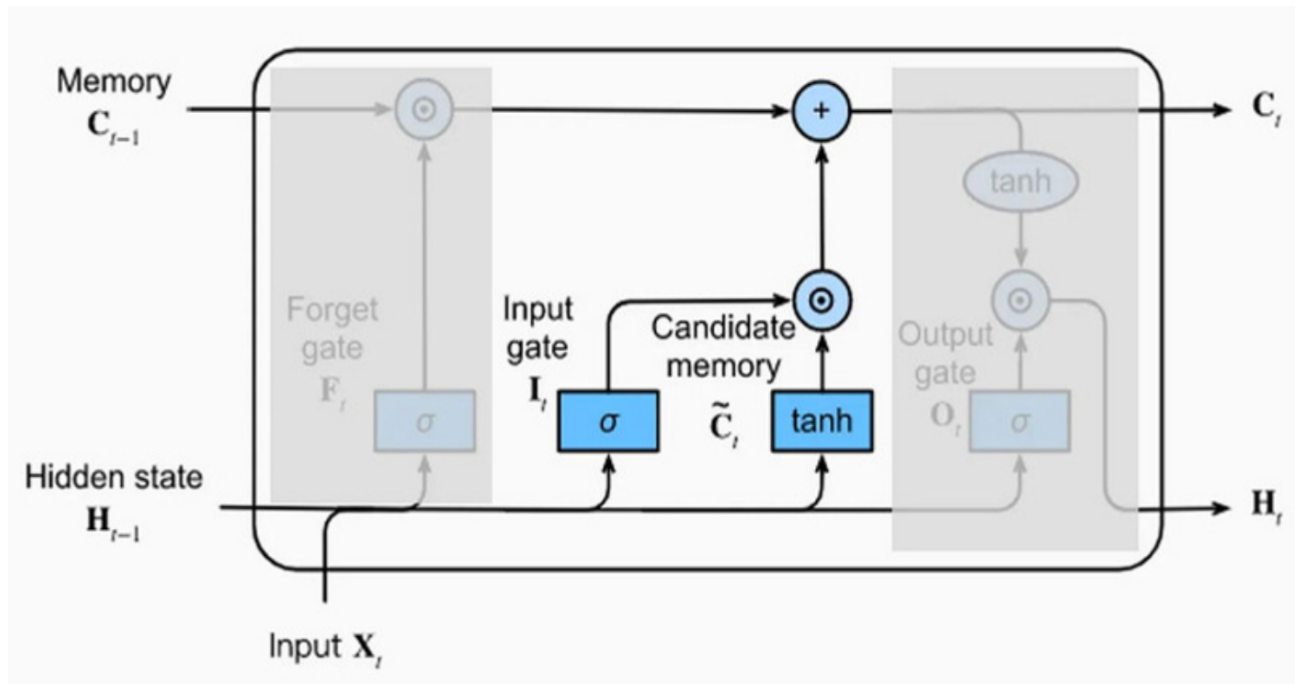 Memory
C_{t-1}
+
C_t
tanh
Forget
gate
F_t
σ
Input
gate
I_t
σ
Candidate
memory
C̃_t
tanh
Output
gate
O_t
σ
Hidden state
H_{t-1}
H_t
Input X_t